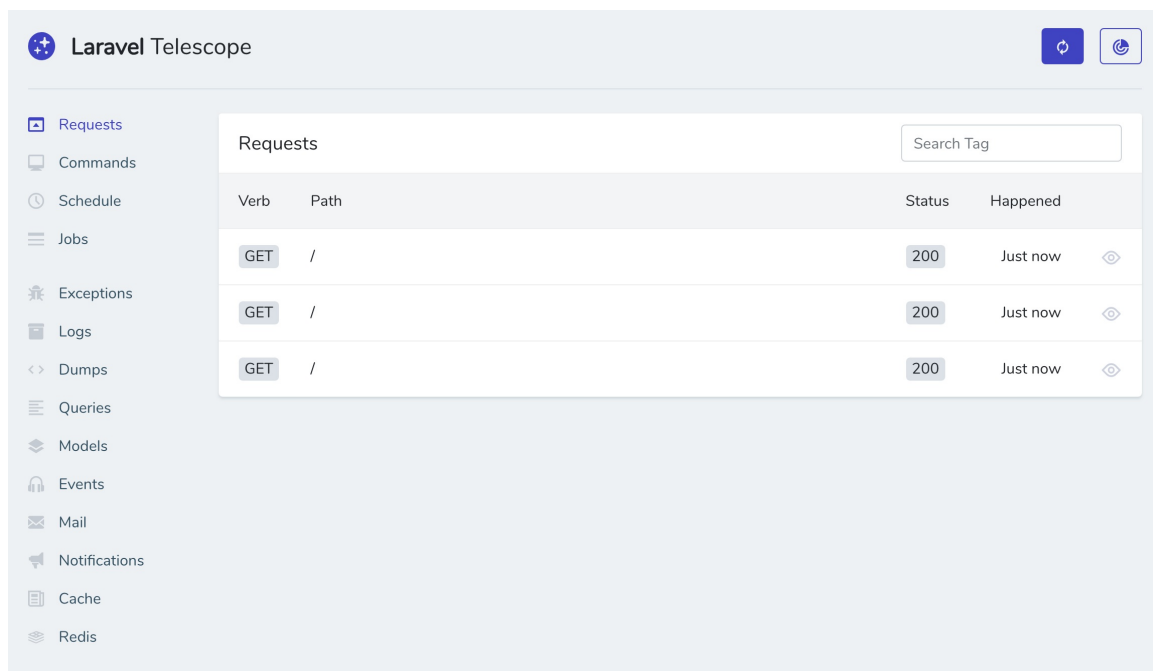 Laravel Telescope
Requests
Commands
Schedule
Jobs
Exceptions
Logs
Dumps
Queries
Models
Events
Mail
Notifications
Cache
Redis
Requests Search Tag
Verb Path Status Happened
GET / 200 Just now
GET / 200 Just now
GET / 200 Just now